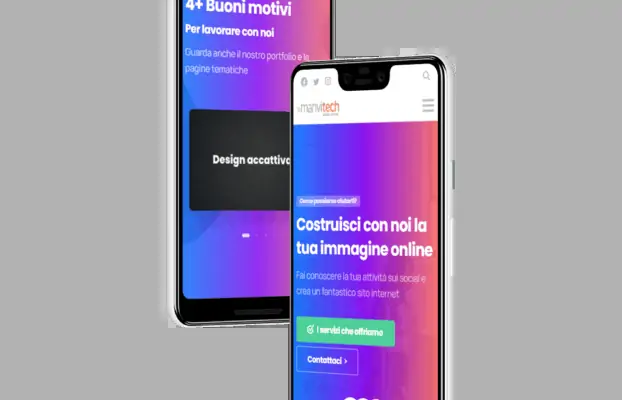 4+ Buoni motivi
Per lavorare con noi
Guarda anche il nostro portfolio e le
pagine tematiche
Design accattiva
manvitech
Come possiamo aiutarti?
Costruisci con noi la
tua immagine online
Fai conoscere la tua attività sui social e
crea un fantastico sito internet
I servizi che offriamo
Contattaci >